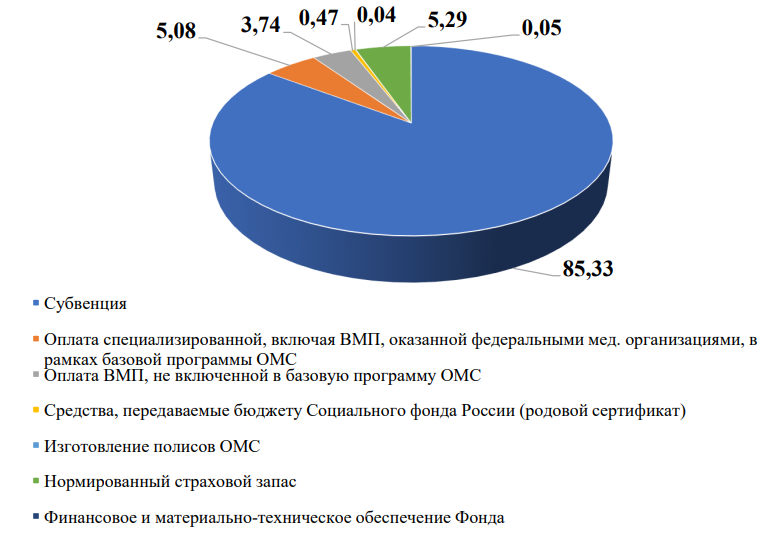 5,08
3,74
0,47
0,04
5,29
0,05
85,33
Субвенция
Оплата специализированной, включая ВМП, оказанной федеральными мед. организациями, в
рамках базовой программы ОМС
Оплата ВМП, не включенной в базовую программу ОМС
Средства, передаваемые бюджету Социального фонда России (родовой сертификат)
Изготовление полисов ОМС
Нормированный страховой запас
Финансовое и материально-техническое обеспечение Фонда